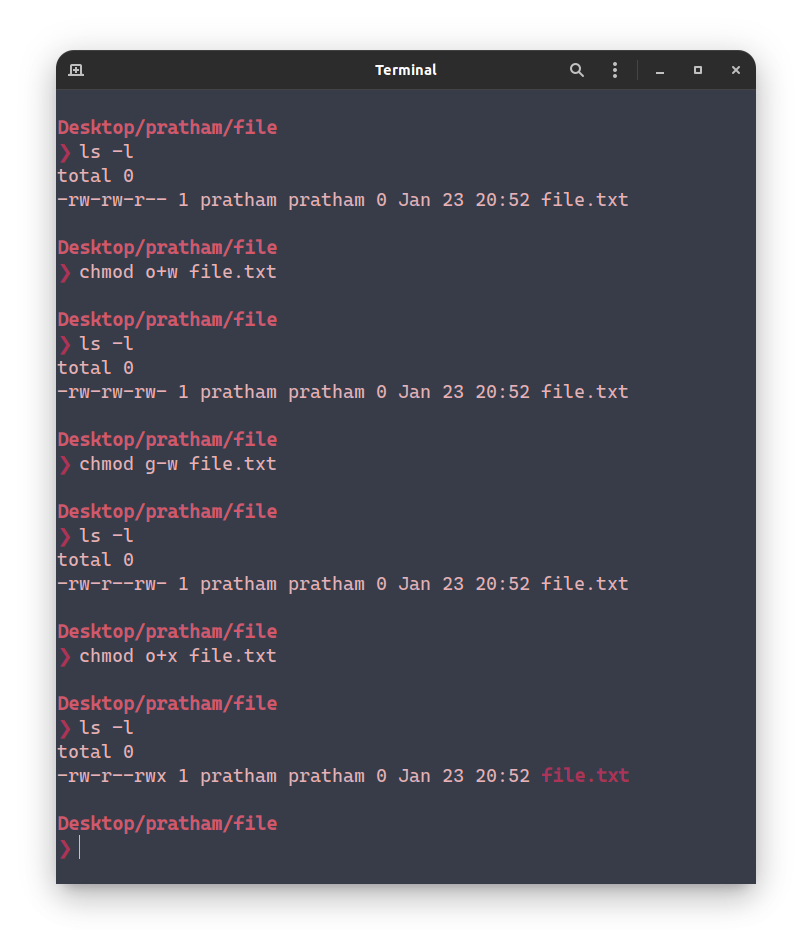 Terminal
Desktop/pratham/file
❯ ls -l
total 0
-rw-rw-r-- 1 pratham pratham 0 Jan 23 20:52 file.txt
Desktop/pratham/file
❯ chmod o+w file.txt
Desktop/pratham/file
❯ ls -l
total 0
-rw-rw-rw- 1 pratham pratham 0 Jan 23 20:52 file.txt
Desktop/pratham/file
❯ chmod g-w file.txt
Desktop/pratham/file
❯ ls -l
total 0
-rw-r--rw- 1 pratham pratham 0 Jan 23 20:52 file.txt
Desktop/pratham/file
❯ chmod o+x file.txt
Desktop/pratham/file
❯ ls -l
total 0
-rw-r--rwx 1 pratham pratham 0 Jan 23 20:52 file.txt
Desktop/pratham/file
❯